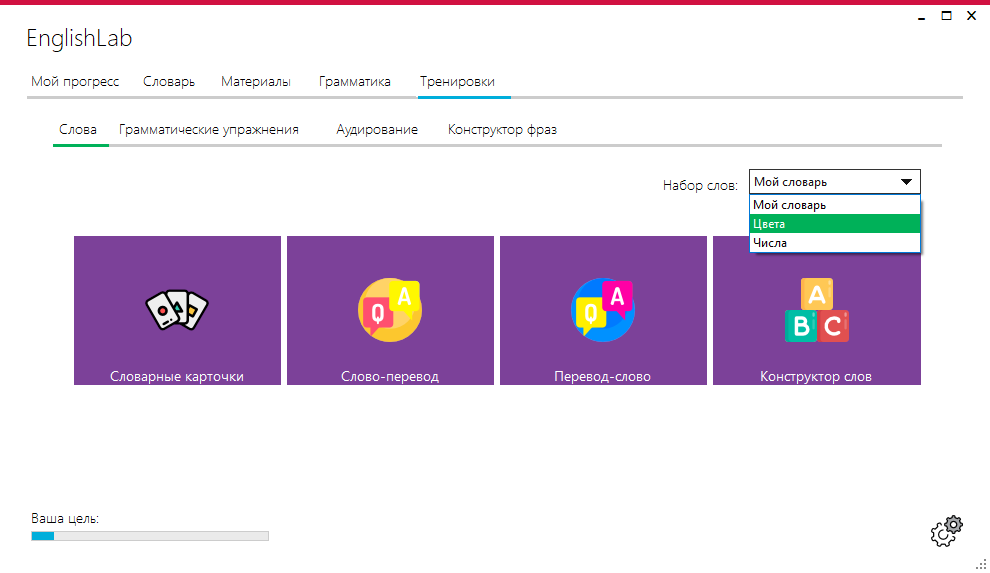 EnglishLab
Мой прогресс Словарь Материалы Грамматика Тренировки
Слова Грамматические упражнения Аудирование Конструктор фраз
Набор слов: Мой словарь
Мой словарь
Цвета
Числа
Q A
Q A
A
B C
Словарные карточки Слово-перевод Перевод-слово Конструктор слов
Ваша цель: